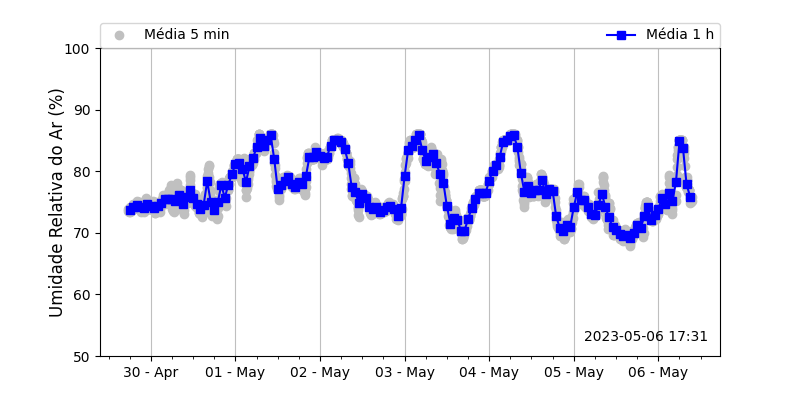 Média 5 min
Média 1 h
Umidade Relativa do Ar (%)
100
90
80
70
60
50
2023-05-06 17:31
30 - Apr
01 - May
02 - May
03 - May
04 - May
05 - May
06 - May